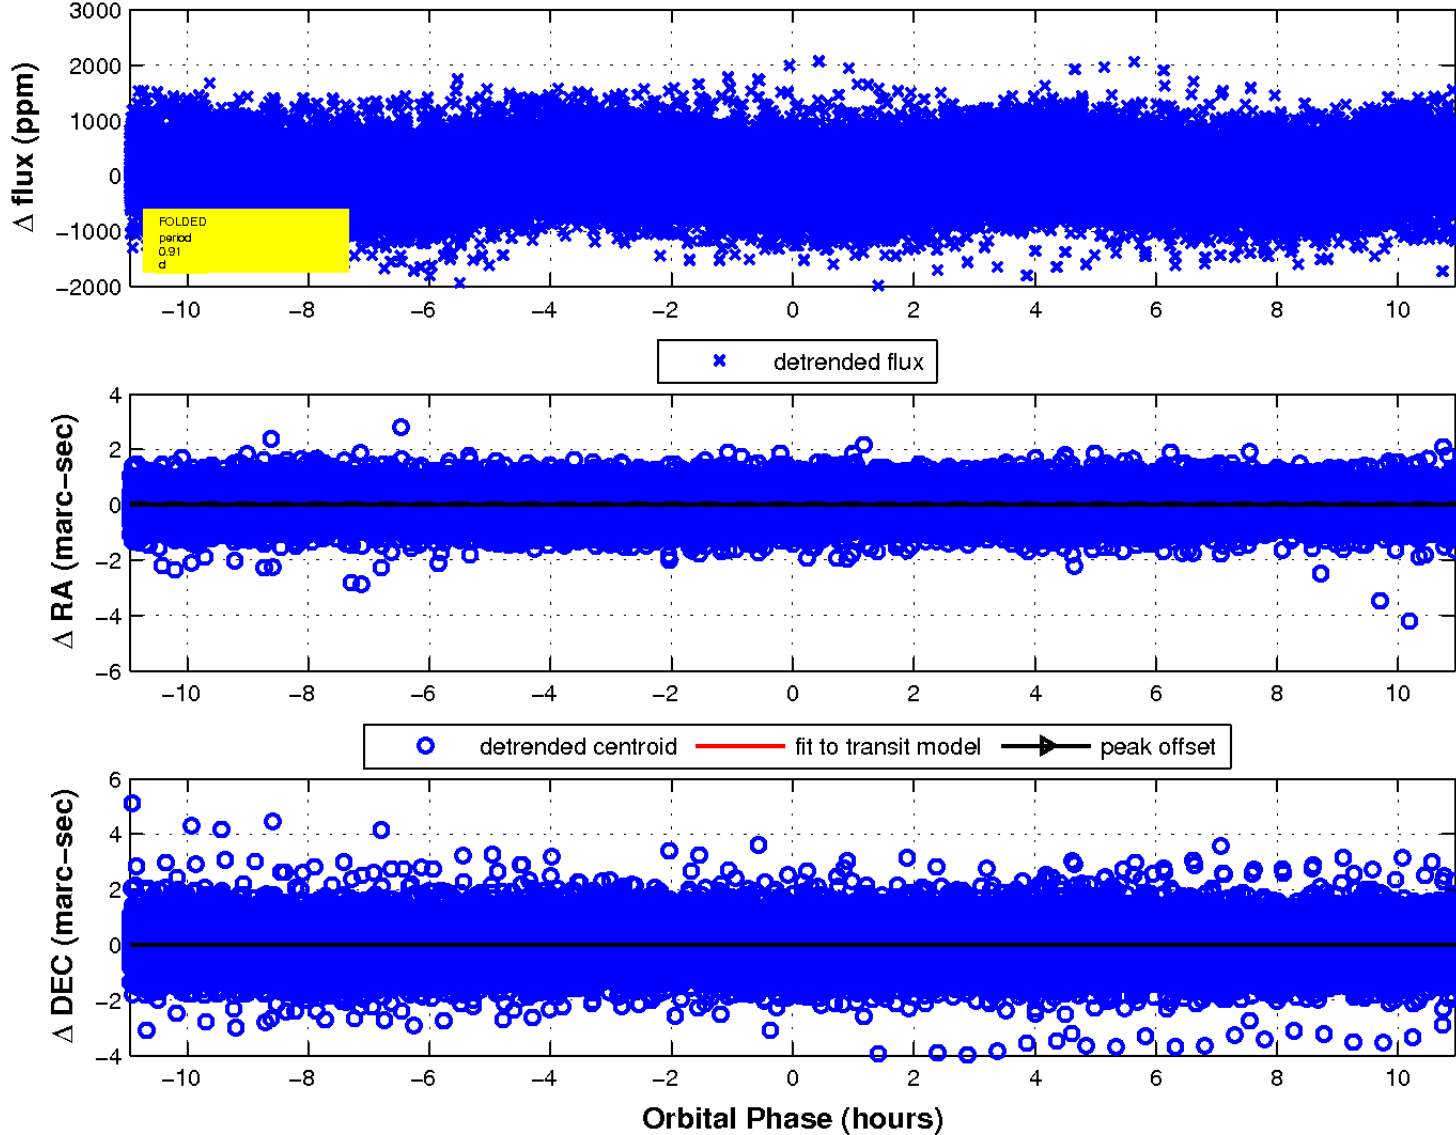 3000
2000
1000
0
−1000
−2000
Δ flux (ppm)
FOLDED
period
0.91
d
−10 −8 −6 −4 −2 0 2 4 6 8 10
detrended flux
4
2
0
−2
−4
−6
Δ RA (marc−sec)
−10 −8 −6 −4 −2 0 2 4 6 8 10
detrended centroid fit to transit model peak offset
6
4
2
0
−2
−4
Δ DEC (marc−sec)
−10 −8 −6 −4 −2 0 2 4 6 8 10
Orbital Phase (hours)